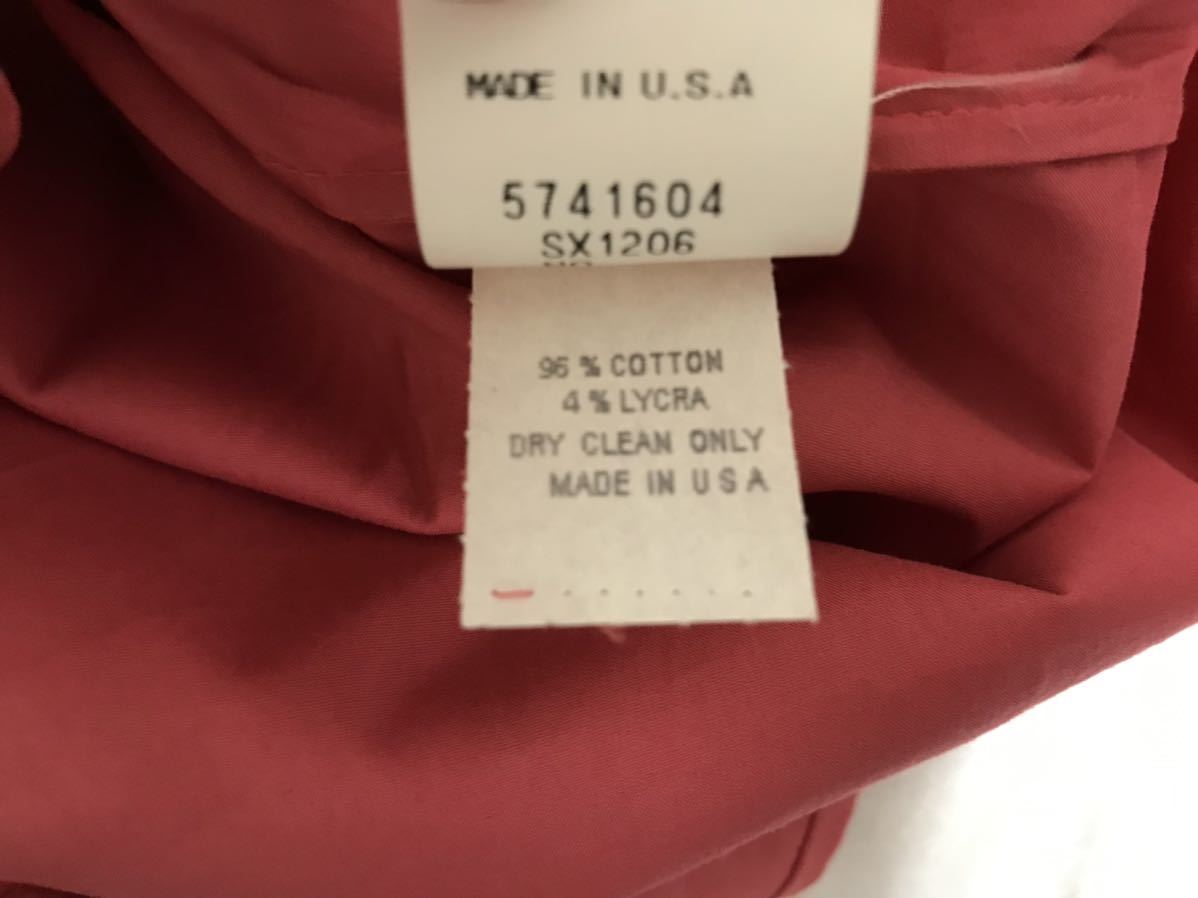 MADE IN U.S.A
5741604
SX1206
96 % COTTON
4 % LYCRA
DRY CLEAN ONLY
MADE IN U S A